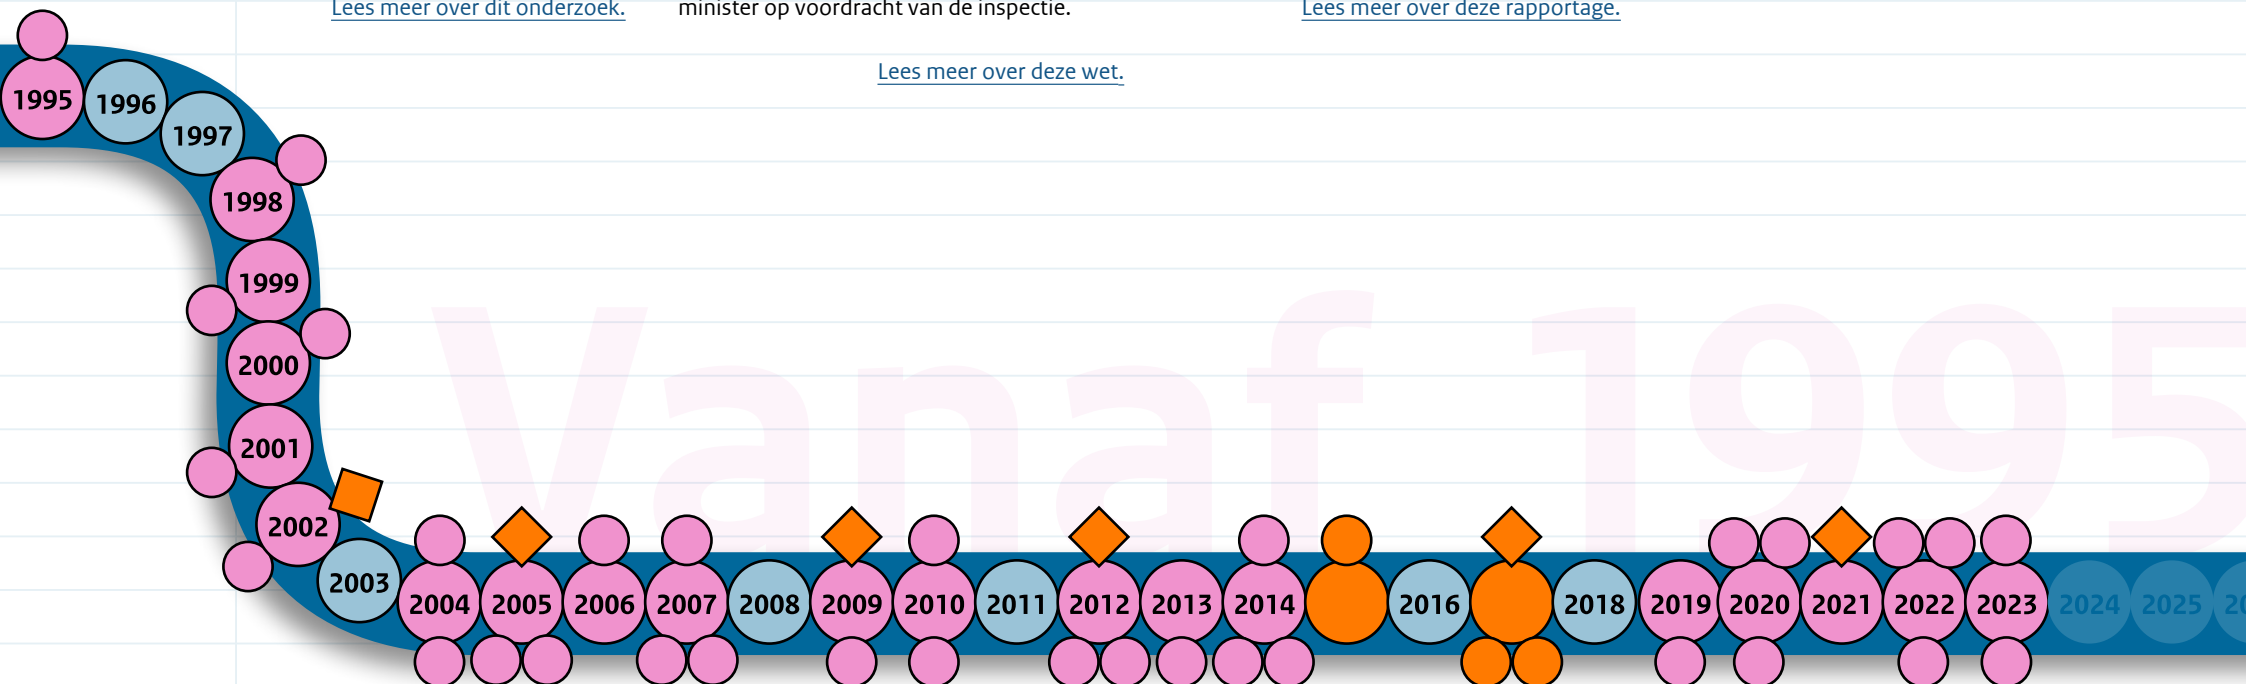 Lees meer over dit onderzoek.
minister op voordracht van de inspectie.
Lees meer over deze rapportage.
Lees meer over deze wet.
1995
1996
1997
1998
1999
2000
2001
2002
2003
Vanaf 1995
2004 2005 2006 2007 2008 2009 2010 2011 2012 2013 2014 2016 2018 2019 2020 2021 2022 2023 2024 2025 20